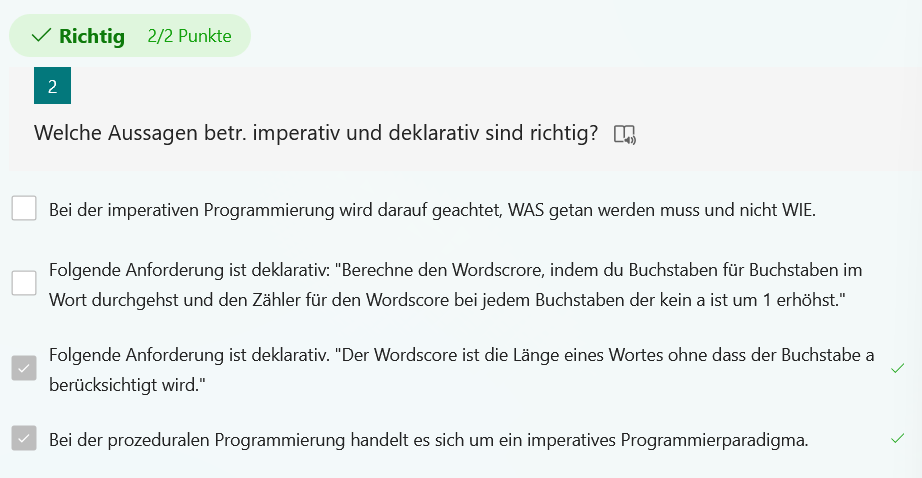 Richtig 2/2 Punkte
2
Welche Aussagen betr. imperativ und deklarativ sind richtig?
Bei der imperativen Programmierung wird darauf geachtet, WAS getan werden muss und nicht WIE.
Folgende Anforderung ist deklarativ: "Berechne den Wordscrore, indem du Buchstaben für Buchstaben im
Wort durchgehst und den Zähler für den Wordscore bei jedem Buchstaben der kein a ist um 1 erhöhst."
Folgende Anforderung ist deklarativ. "Der Wordscore ist die Länge eines Wortes ohne dass der Buchstabe a
berücksichtigt wird."
Bei der prozeduralen Programmierung handelt es sich um ein imperatives Programmierparadigma.